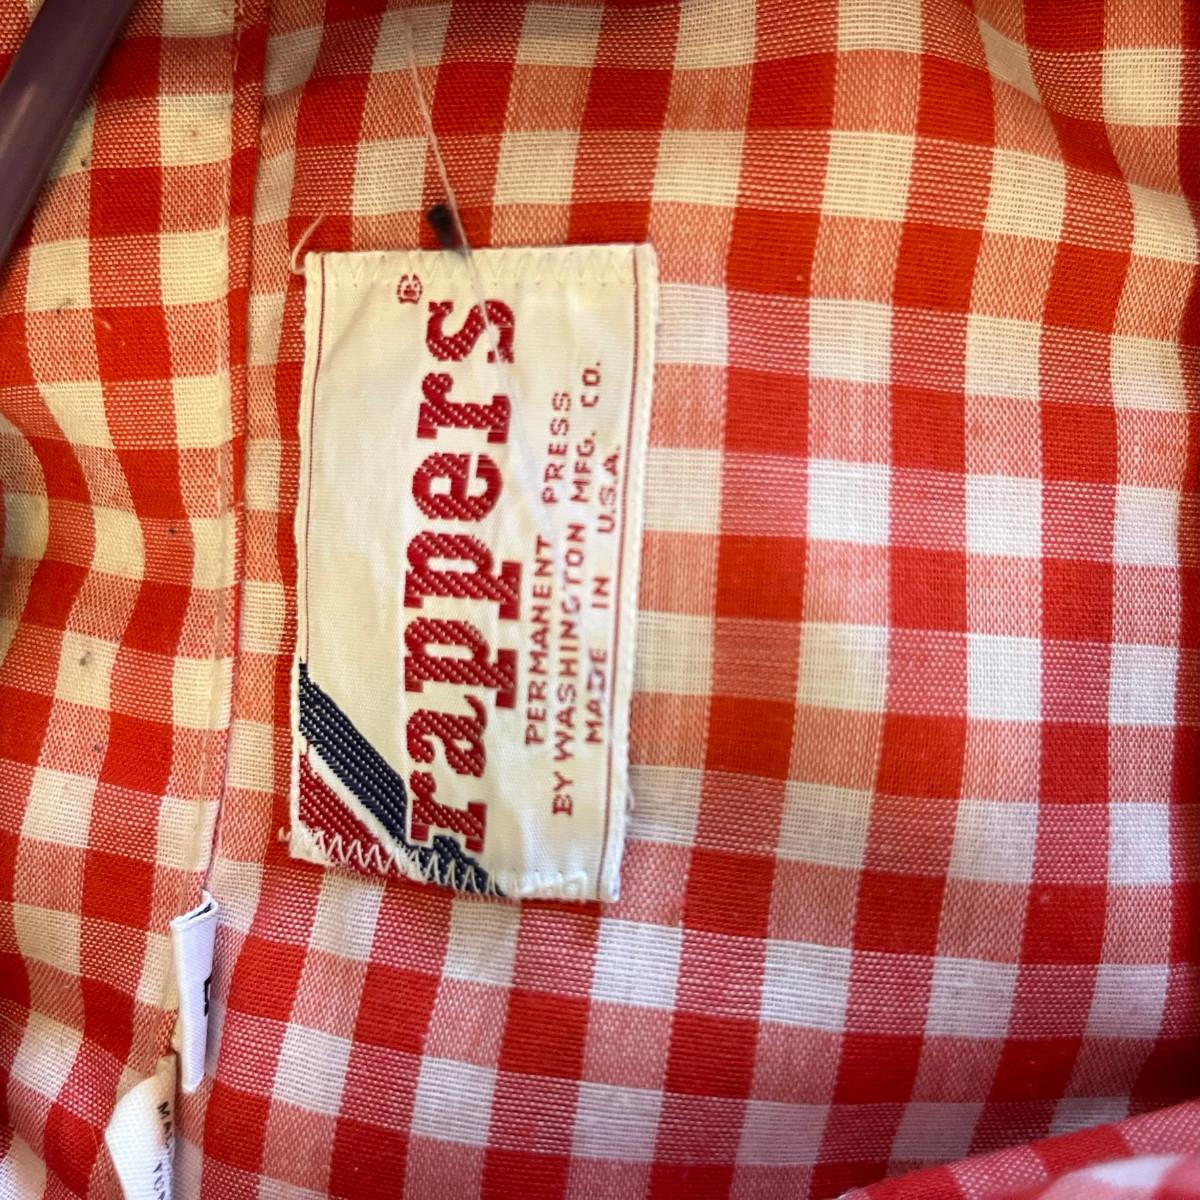 rappers®
PERMANENT PRESS
BY WASHINGTON MFG. CO.
MADE IN U.S.A.